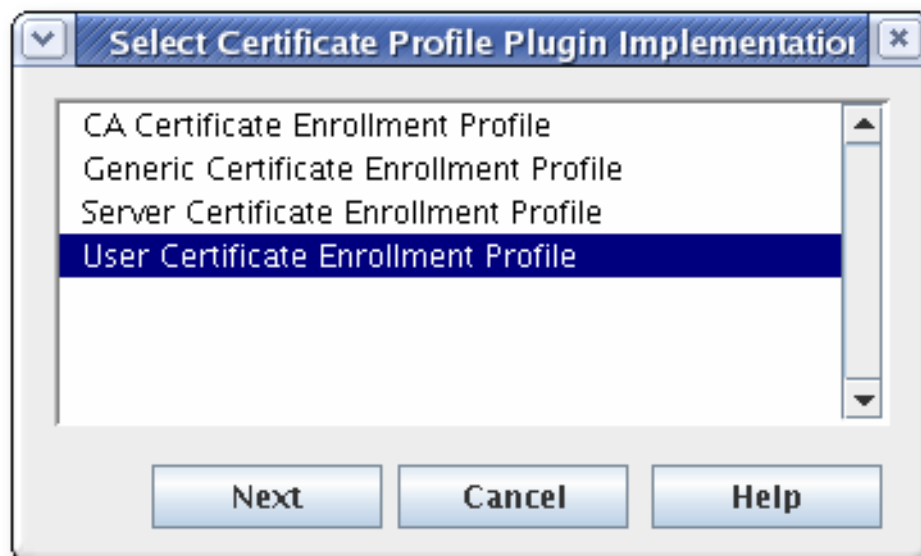 Select Certificate Profile Plugin Implementation
CA Certificate Enrollment Profile
Generic Certificate Enrollment Profile
Server Certificate Enrollment Profile
User Certificate Enrollment Profile
Next
Cancel
Help